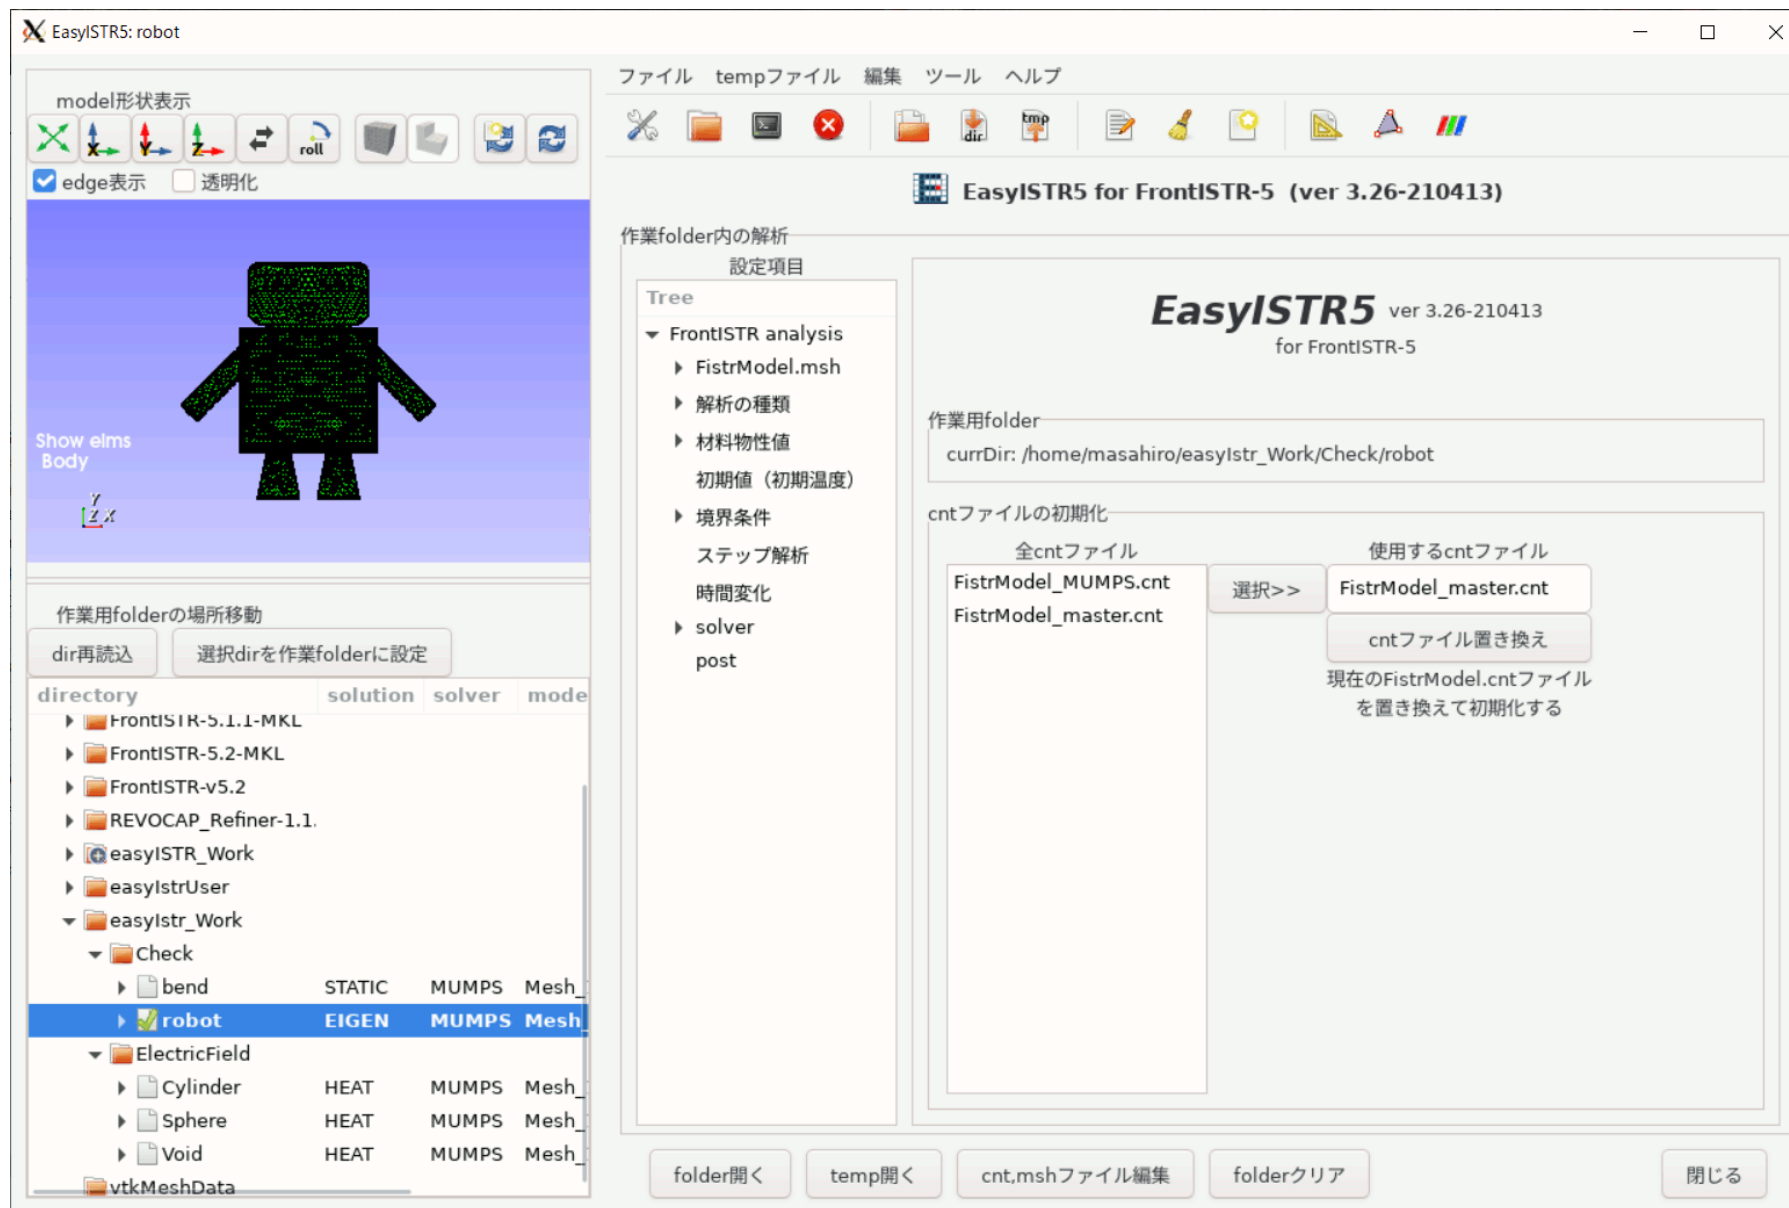 EasyISTR5: robot
model形状表示
X
Y
Z
roll
edge表示
透明化
Show elms
Body
Y
Z X
作業用folderの場所移動
dir再読込
選択dirを作業folderに設定
directory solution solver mode
FrontISTR-5.1.1-MKL
FrontISTR-5.2-MKL
FrontISTR-v5.2
REVOCAP_Refiner-1.1.
easyISTR_Work
easyIstrUser
easyIstr_Work
Check
bend STATIC MUMPS Mesh_
robot EIGEN MUMPS Mesh_
ElectricField
Cylinder HEAT MUMPS Mesh_
Sphere HEAT MUMPS Mesh_
Void HEAT MUMPS Mesh_
vtkMeshData
ファイル tempファイル 編集 ツール ヘルプ
dir
tmp
EasyISTR5 for FrontISTR-5 (ver 3.26-210413)
作業folder内の解析
設定項目
Tree
FrontISTR analysis
FistrModel.msh
解析の種類
材料物性値
初期値（初期温度）
境界条件
ステップ解析
時間変化
solver
post
EasyISTR5 ver 3.26-210413
for FrontISTR-5
作業用folder
currDir: /home/masahiro/easyIstr_Work/Check/robot
cntファイルの初期化
全cntファイル
FistrModel_MUMPS.cnt
FistrModel_master.cnt
選択>>
使用するcntファイル
FistrModel_master.cnt
cntファイル置き換え
現在のFistrModel.cntファイル
を置き換えて初期化する
folder開く
temp開く
cnt,mshファイル編集
folderクリア
閉じる